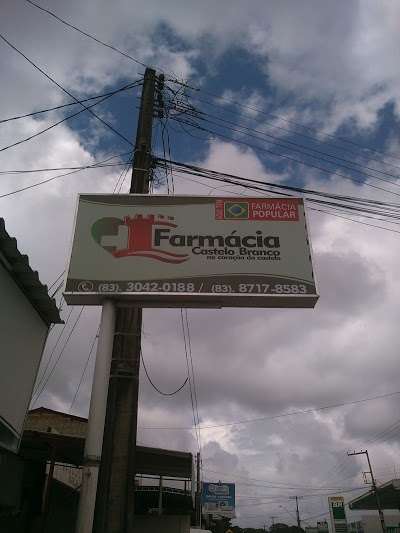 FARMÁCIA
POPULAR
Farmácia
Castelo Branco
no coração do castelo
(83). 3042-0188 / (83). 8717-8583